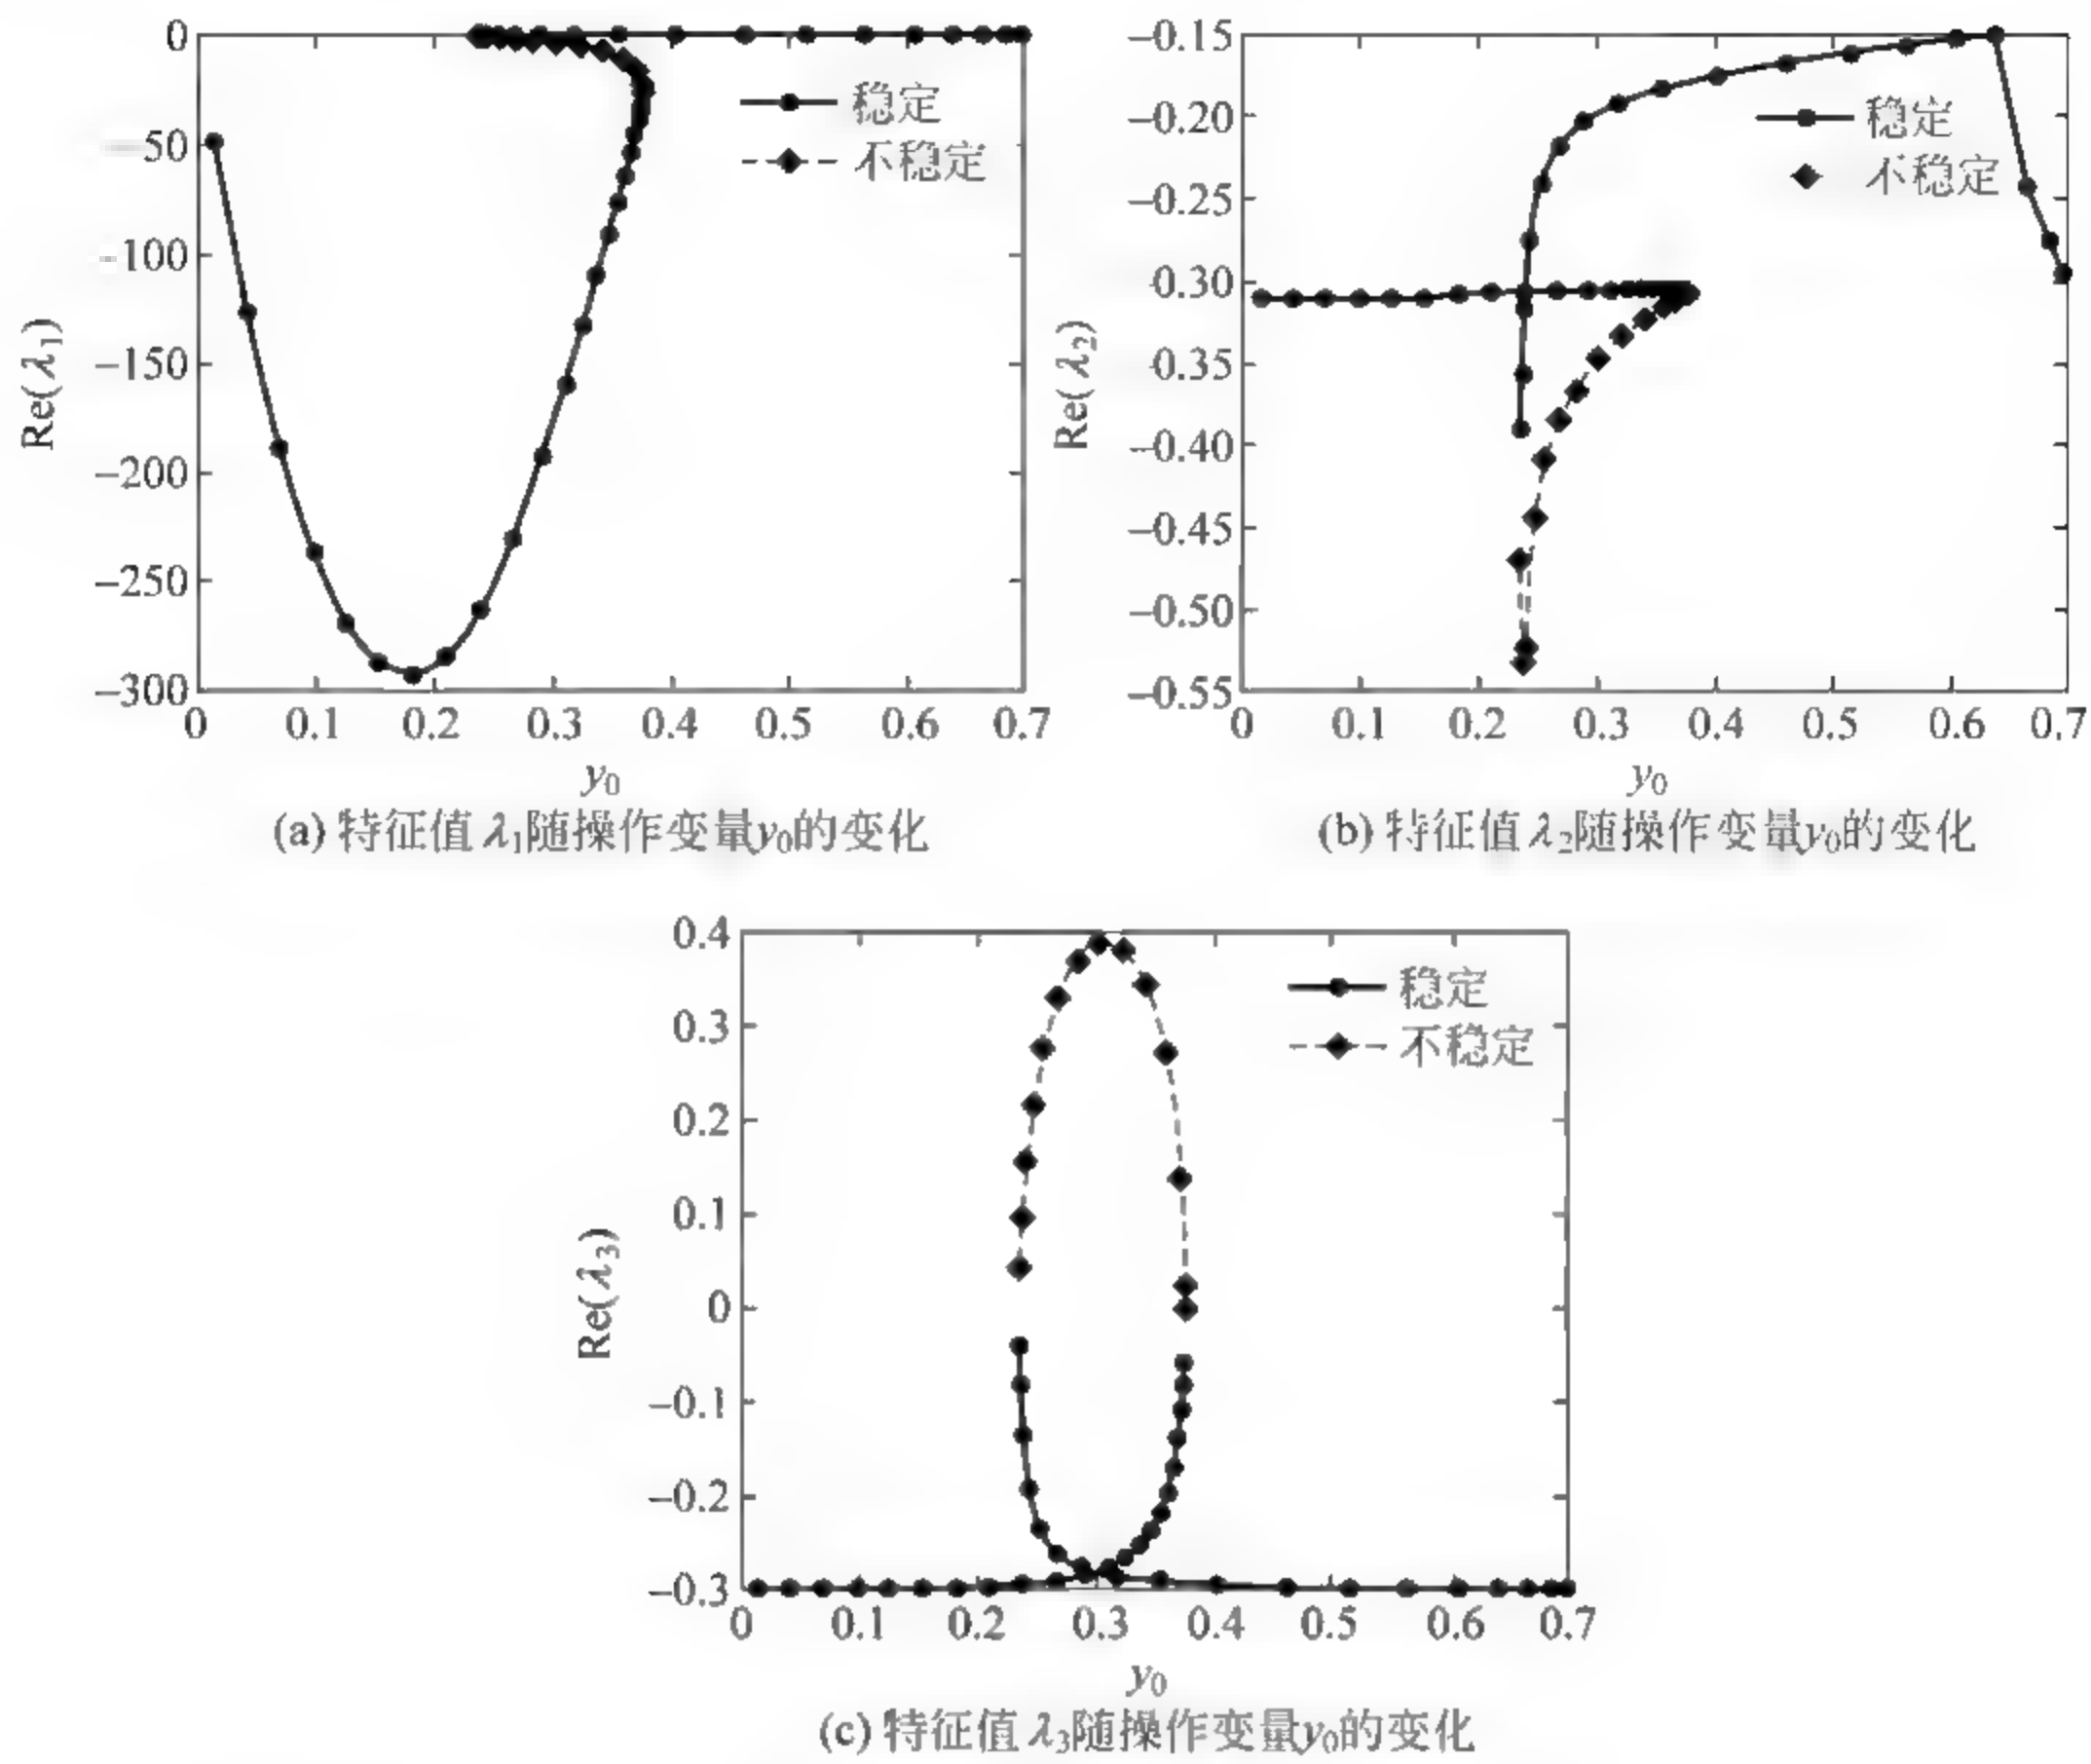 0
50
-100
-150
-200
-250
-300
0 0.1 0.2 0.3 0.4 0.5 0.6 0.7
Re(λ1)
y0
稳定
不稳定
(a) 特征值 λ1随操作变量y0的变化
-0.15
-0.20
-0.25
-0.30
-0.35
-0.40
-0.45
-0.50
-0.55
0 0.1 0.2 0.3 0.4 0.5 0.6 0.7
Re(λ2)
y0
稳定
不稳定
(b) 特征值 λ2随操作变量y0的变化
0.4
0.3
0.2
0.1
0
-0.1
-0.2
-0.3
0 0.1 0.2 0.3 0.4 0.5 0.6 0.7
Re(λ3)
y0
稳定
不稳定
(c) 特征值 λ3随操作变量y0的变化